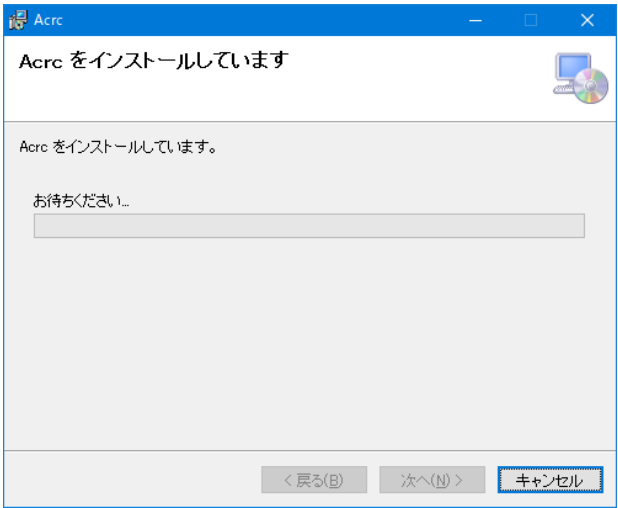 Acrc
Acrc をインストールしています
Acrc をインストールしています。
お待ちください...
< 戻る(B)
次へ(N) >
キャンセル